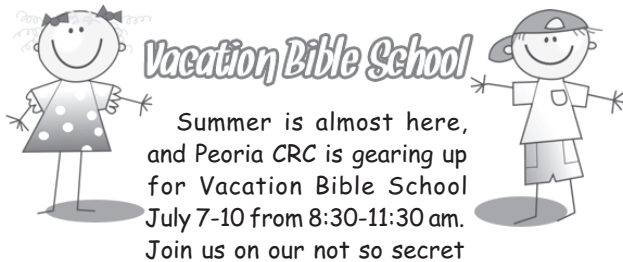 Vacation Bible School
Summer is almost here,
and Peoria CRC is gearing up
for Vacation Bible School
July 7-10 from 8:30-11:30 am.
Join us on our not so secret